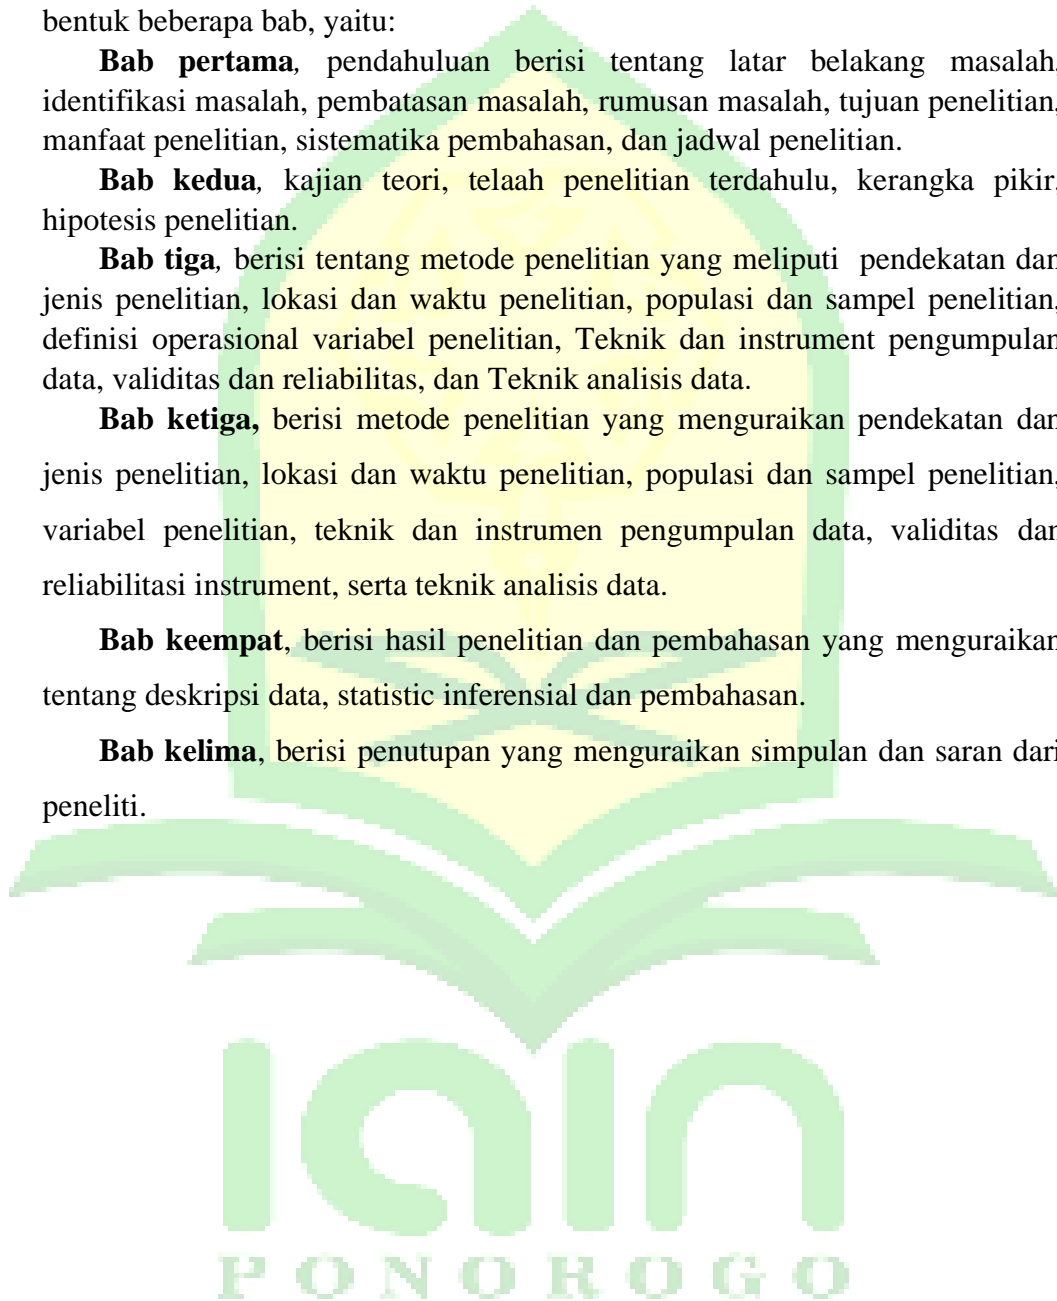 bentuk beberapa bab, yaitu:
Bab pertama, pendahuluan berisi tentang latar belakang masalah,
identifikasi masalah, pembatasan masalah, rumusan masalah, tujuan penelitian,
manfaat penelitian, sistematika pembahasan, dan jadwal penelitian.
Bab kedua, kajian teori, telaah penelitian terdahulu, kerangka pikir,
hipotesis penelitian.
Bab tiga, berisi tentang metode penelitian yang meliputi pendekatan dan
jenis penelitian, lokasi dan waktu penelitian, populasi dan sampel penelitian,
definisi operasional variabel penelitian, Teknik dan instrument pengumpulan
data, validitas dan reliabilitas, dan Teknik analisis data.
Bab ketiga, berisi metode penelitian yang menguraikan pendekatan dan
jenis penelitian, lokasi dan waktu penelitian, populasi dan sampel penelitian,
variabel penelitian, teknik dan instrumen pengumpulan data, validitas dan
reliabilitasi instrument, serta teknik analisis data.
Bab keempat, berisi hasil penelitian dan pembahasan yang menguraikan
tentang deskripsi data, statistic inferensial dan pembahasan.
Bab kelima, berisi penutupan yang menguraikan simpulan dan saran dari
peneliti.
IAIN
PONOROGO